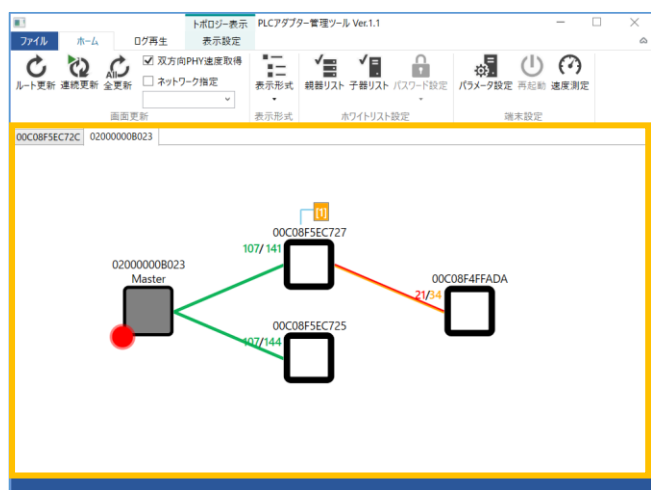 トポロジー表示 PLCアダプター管理ツール Ver.1.1
ファイル ホーム ログ再生 表示設定
ルート更新 連続更新 All 全更新
双方向PHY速度取得
ネットワーク指定
表示形式 親器リスト 子器リスト パスワード設定 パラメータ設定 再起動 速度測定
画面更新 表示形式 ホワイトリスト設定 端末設定
00C08F5EC72C 02000000B023
[1]
00C08F5EC727
107/141
02000000B023
Master
00C08F4FFADA
21/34
00C08F5EC725
107/144